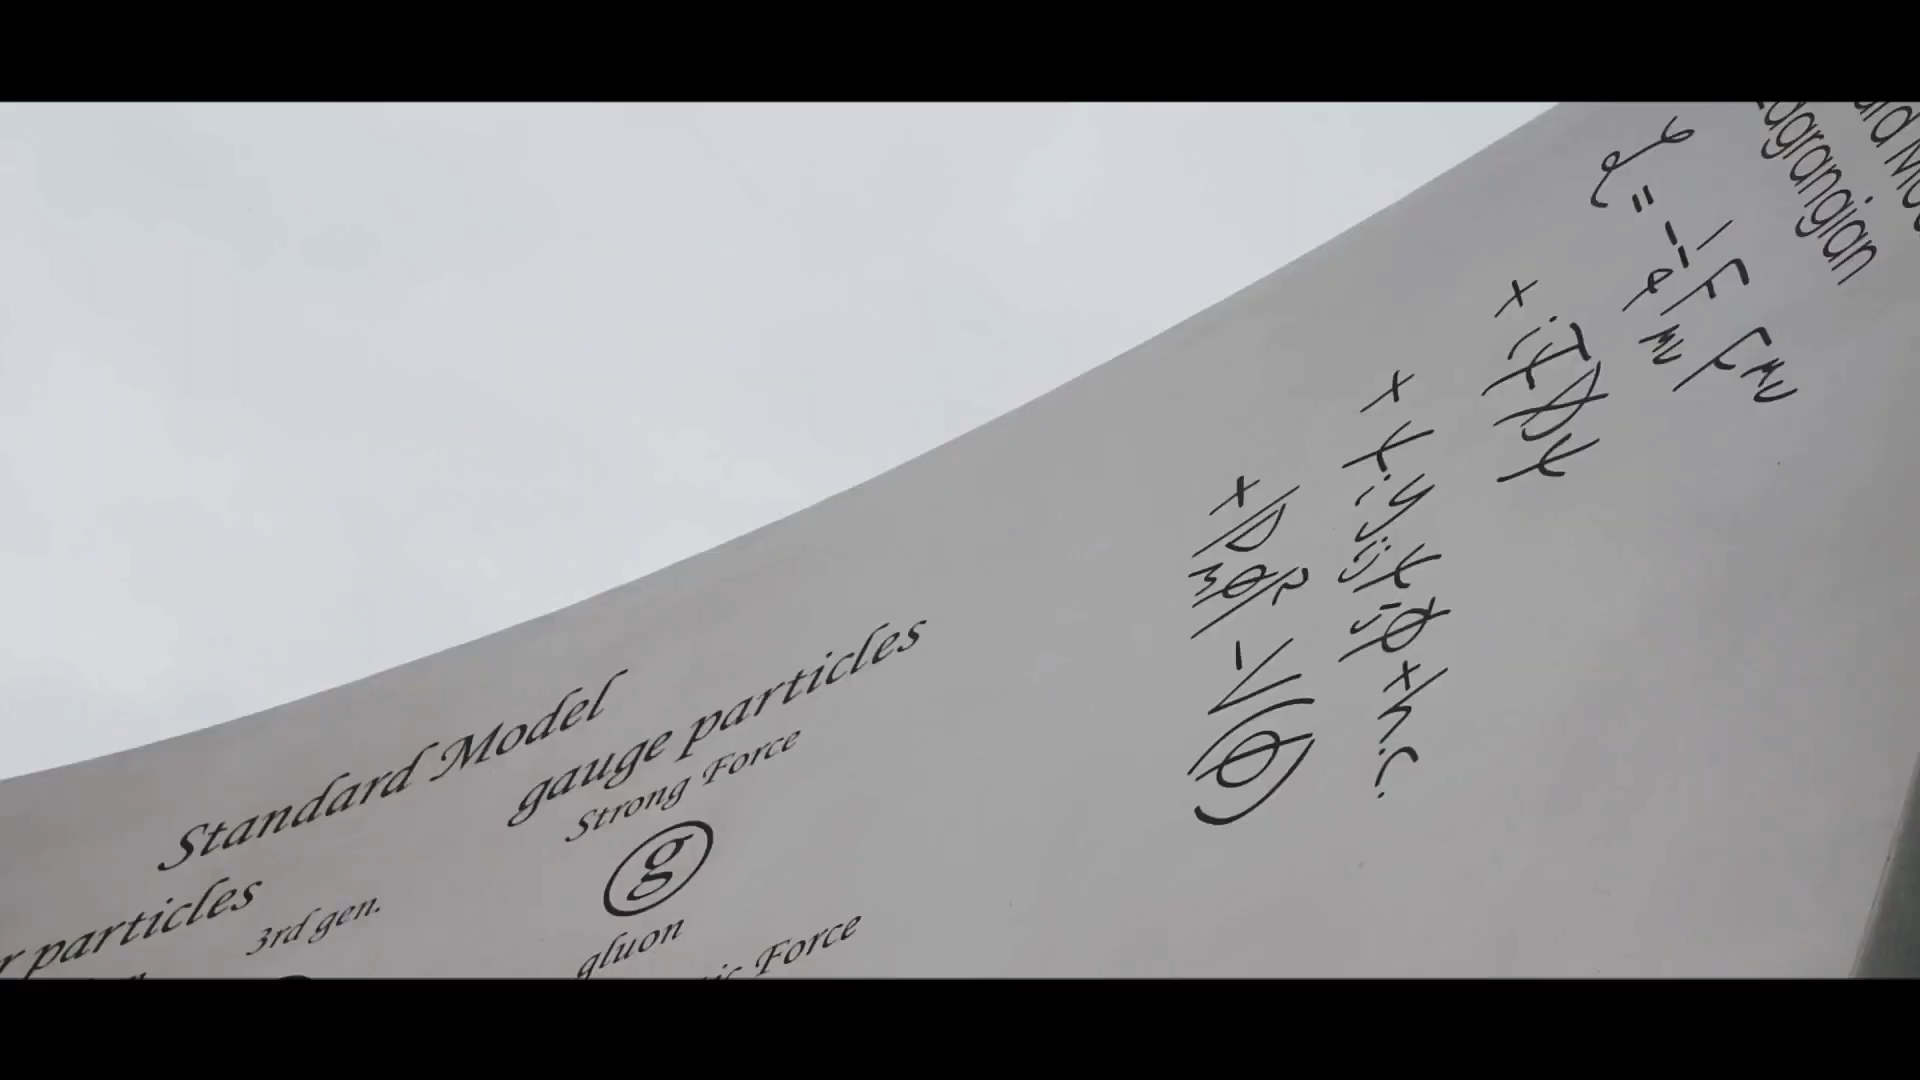 Standard Model
particles
3rd gen.
gauge particles
Strong Force
g
gluon
Force
Lagrangian
ℒ = -¼ F_μν F^μν
+ iψ̄D̸ψ
+ ψ_i y_ij ψ_j φ + h.c.
+ |D_μ φ|² - V(φ)